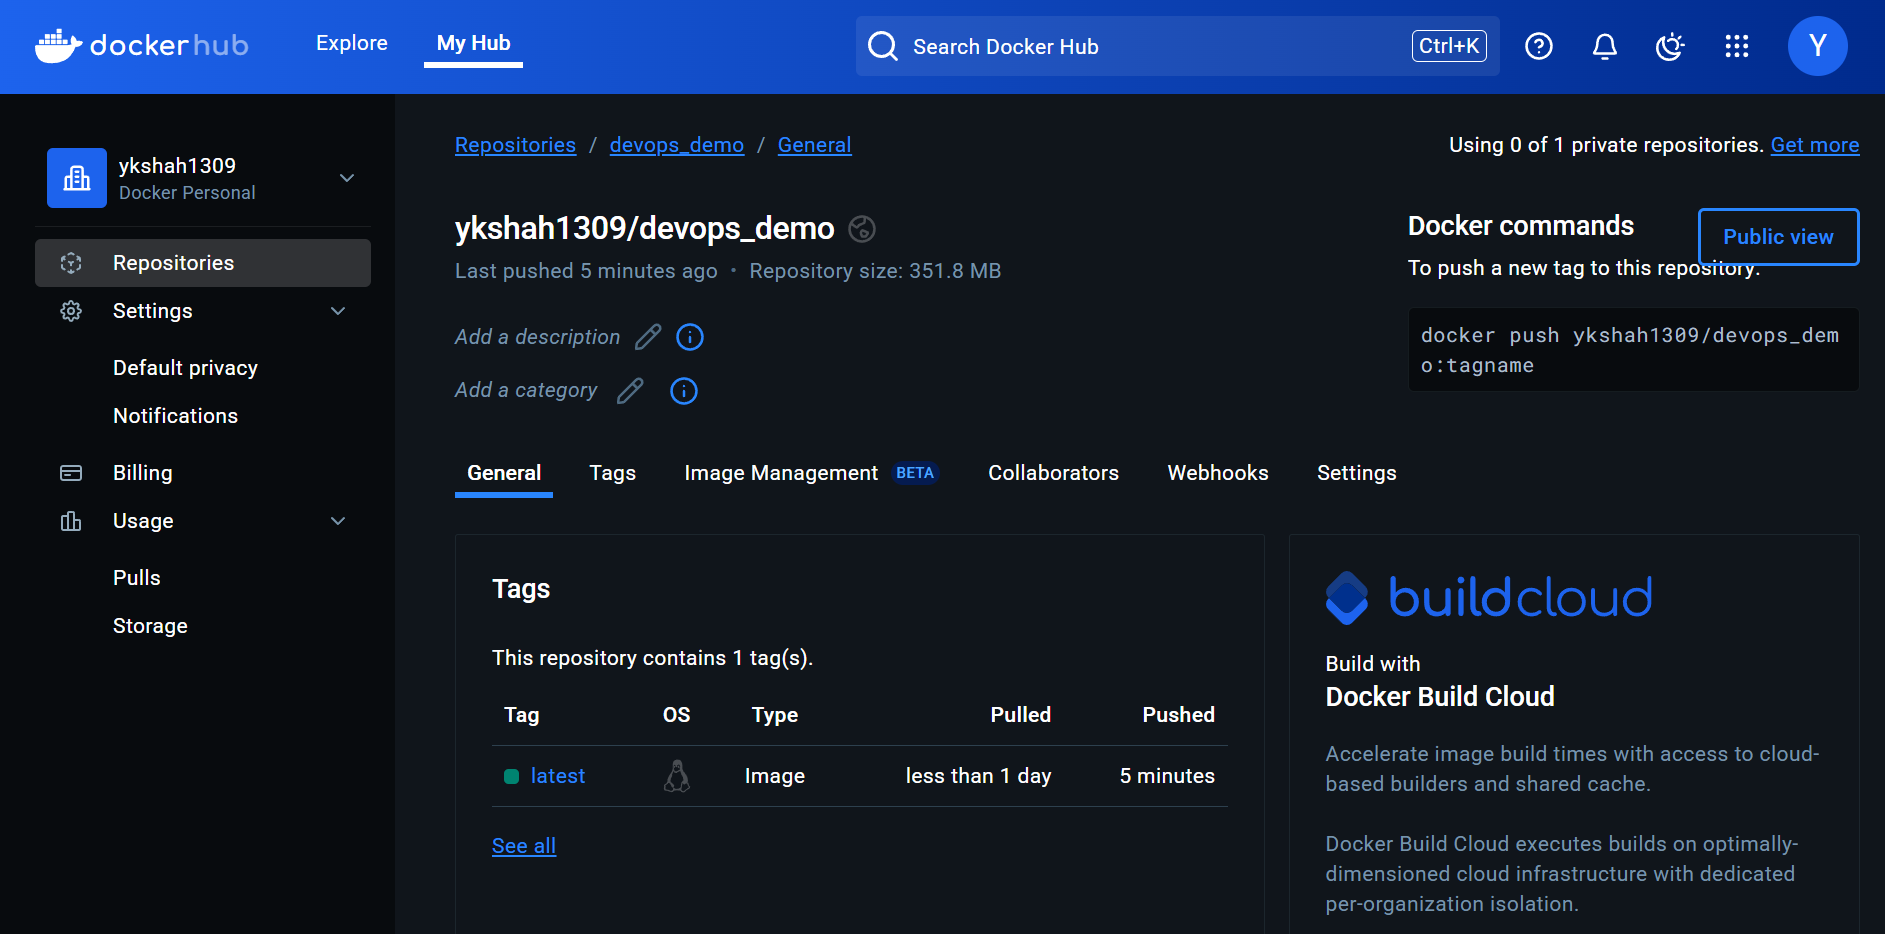 dockerhub
Explore
My Hub
Search Docker Hub
Ctrl+K
Y
ykshah1309
Docker Personal
Repositories
Settings
Default privacy
Notifications
Billing
Usage
Pulls
Storage
Repositories / devops_demo / General
Using 0 of 1 private repositories. Get more
ykshah1309/devops_demo
Last pushed 5 minutes ago • Repository size: 351.8 MB
Add a description
Add a category
Docker commands
Public view
To push a new tag to this repository:
docker push ykshah1309/devops_dem
o:tagname
General
Tags
Image Management BETA
Collaborators
Webhooks
Settings
Tags
This repository contains 1 tag(s).
Tag OS Type Pulled Pushed
latest Image less than 1 day 5 minutes
See all
buildcloud
Build with
Docker Build Cloud
Accelerate image build times with access to cloud-
based builders and shared cache.
Docker Build Cloud executes builds on optimally-
dimensioned cloud infrastructure with dedicated
per-organization isolation.